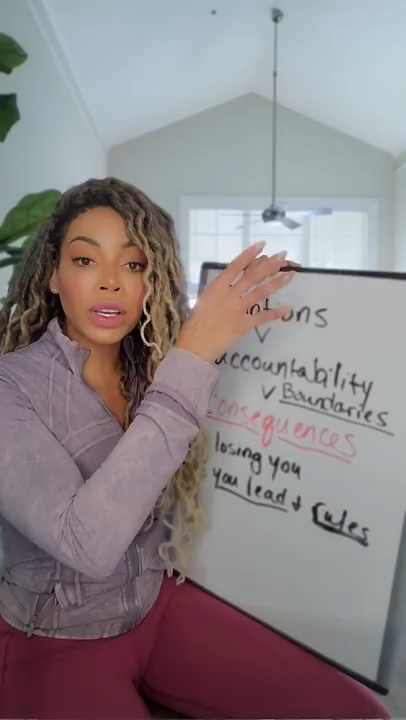 accountability
Boundaries
Consequences
losing you
you lead + rules